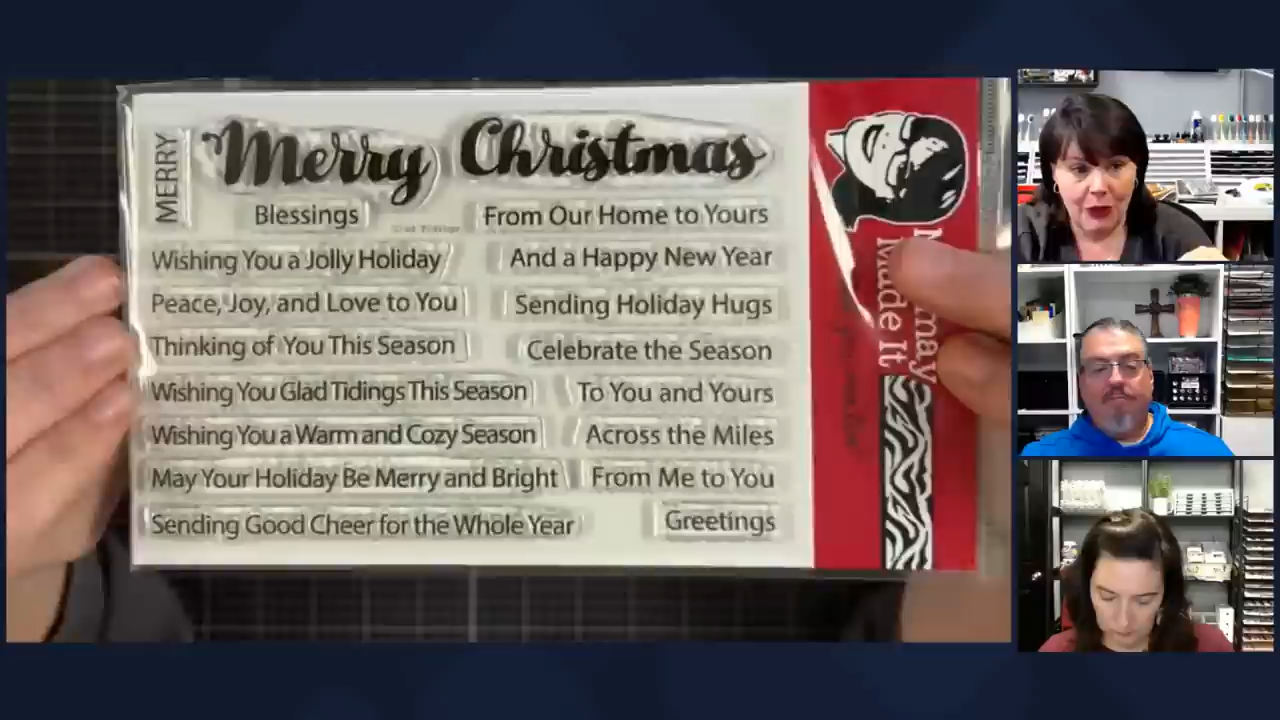 MERRY
Merry Christmas
Blessings
From Our Home to Yours
Wishing You a Jolly Holiday
And a Happy New Year
Peace, Joy, and Love to You
Sending Holiday Hugs
Thinking of You This Season
Celebrate the Season
Wishing You Glad Tidings This Season
To You and Yours
Wishing You a Warm and Cozy Season
Across the Miles
May Your Holiday Be Merry and Bright
From Me to You
Sending Good Cheer for the Whole Year
Greetings
Made It